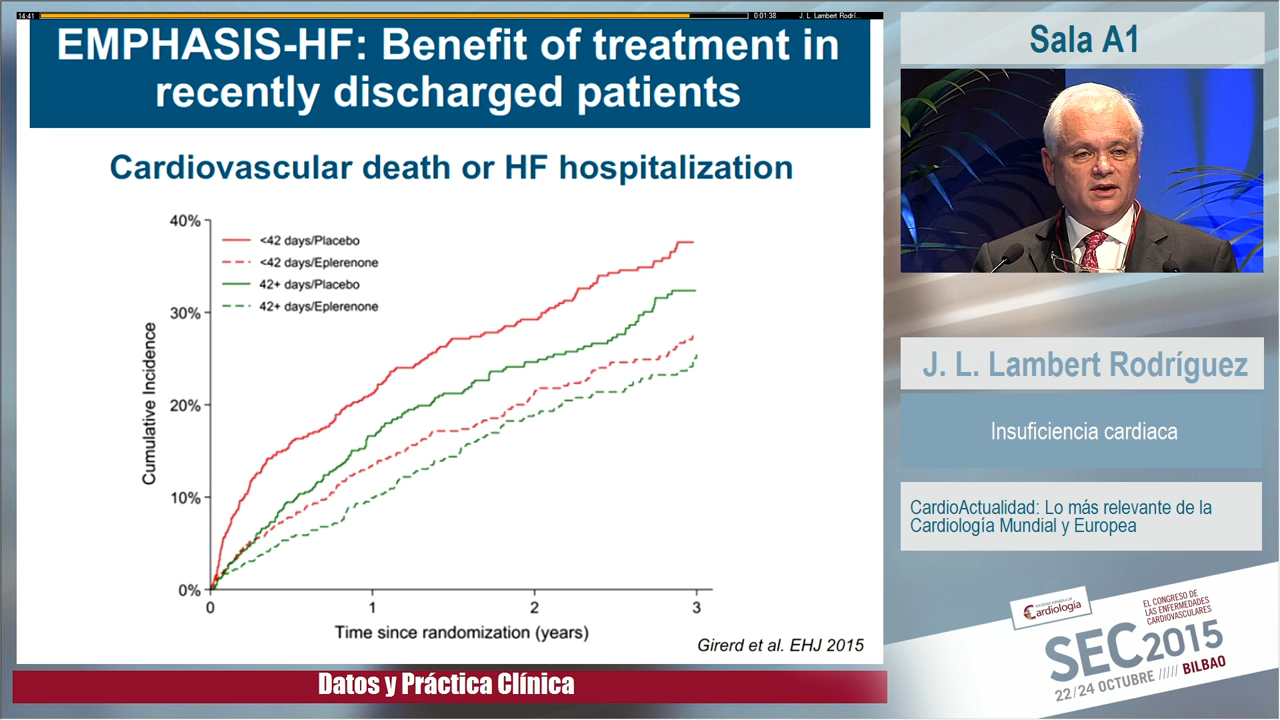 14:41
0:01:38
J. L. Lambert Rodrí...
EMPHASIS-HF: Benefit of treatment in
recently discharged patients
Cardiovascular death or HF hospitalization
40%
30%
20%
10%
0%
Cumulative Incidence
<42 days/Placebo
<42 days/Eplerenone
42+ days/Placebo
42+ days/Eplerenone
0
1
2
3
Time since randomization (years)
Girerd et al. EHJ 2015
Datos y Práctica Clínica
Sala A1
J. L. Lambert Rodríguez
Insuficiencia cardiaca
CardioActualidad: Lo más relevante de la
Cardiología Mundial y Europea
SOCIEDAD ESPAÑOLA DE
Cardiología
EL CONGRESO DE
LAS ENFERMEDADES
CARDIOVASCULARES
SEC2015
22/24 OCTUBRE ///// BILBAO